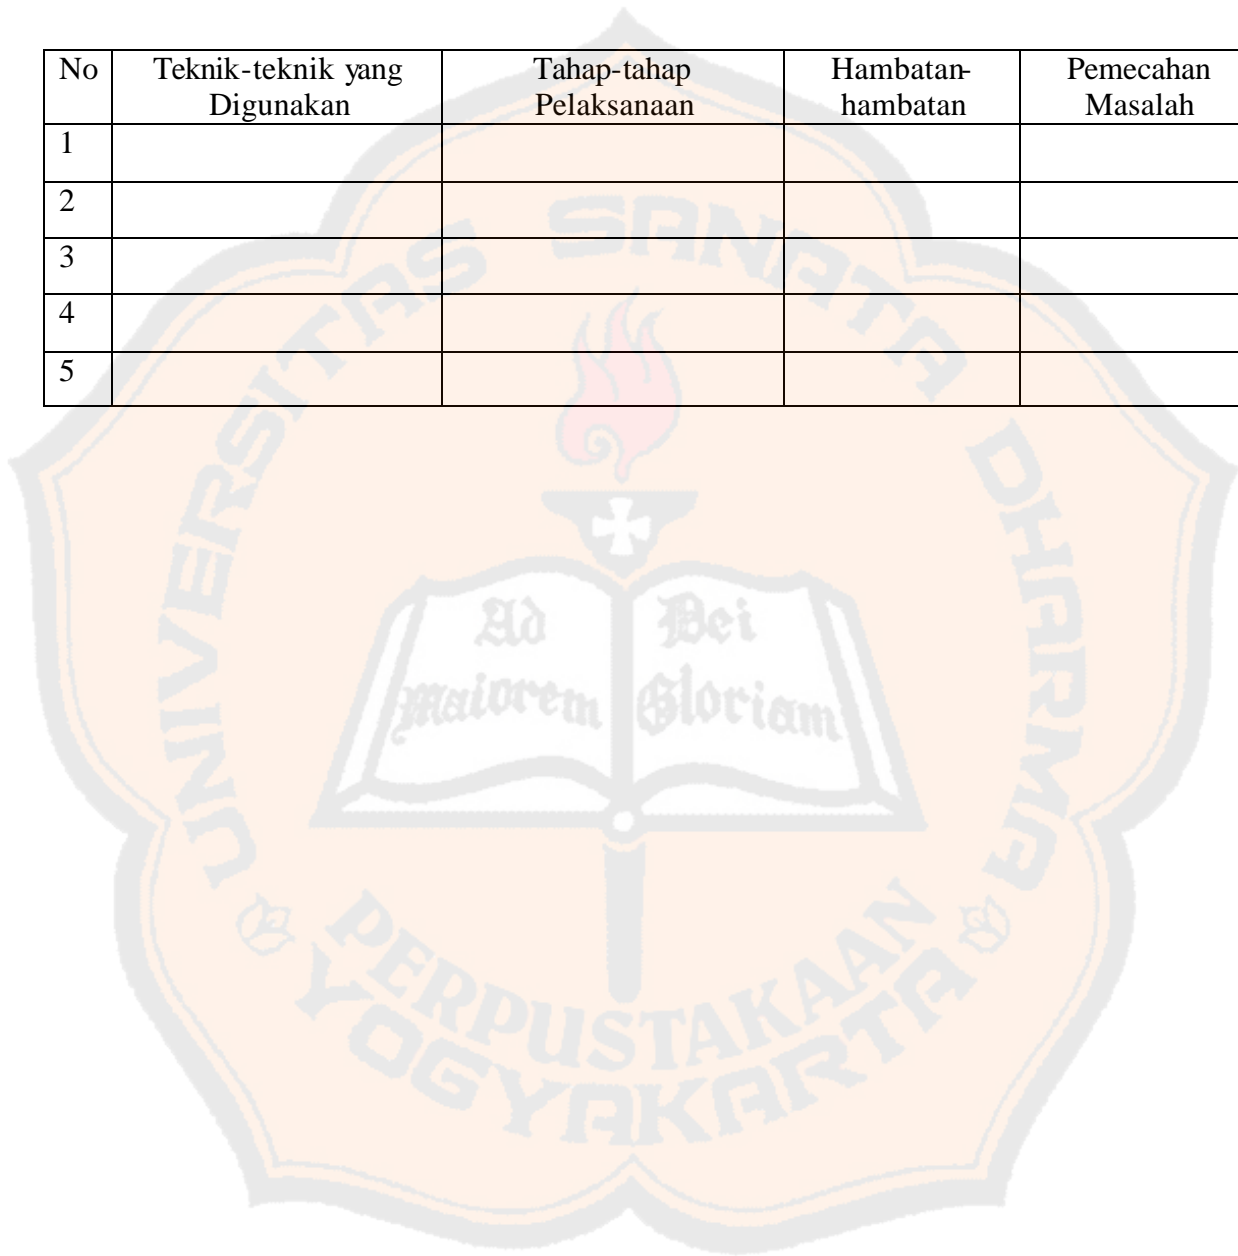 No Teknik-teknik yang Digunakan Tahap-tahap Pelaksanaan Hambatan-hambatan Pemecahan Masalah
1
2
3
4
5
UNIVERSITAS SANATA DHARMA
Ad Dei
Maiorem Gloriam
PERPUSTAKAAN
YOGYAKARTA